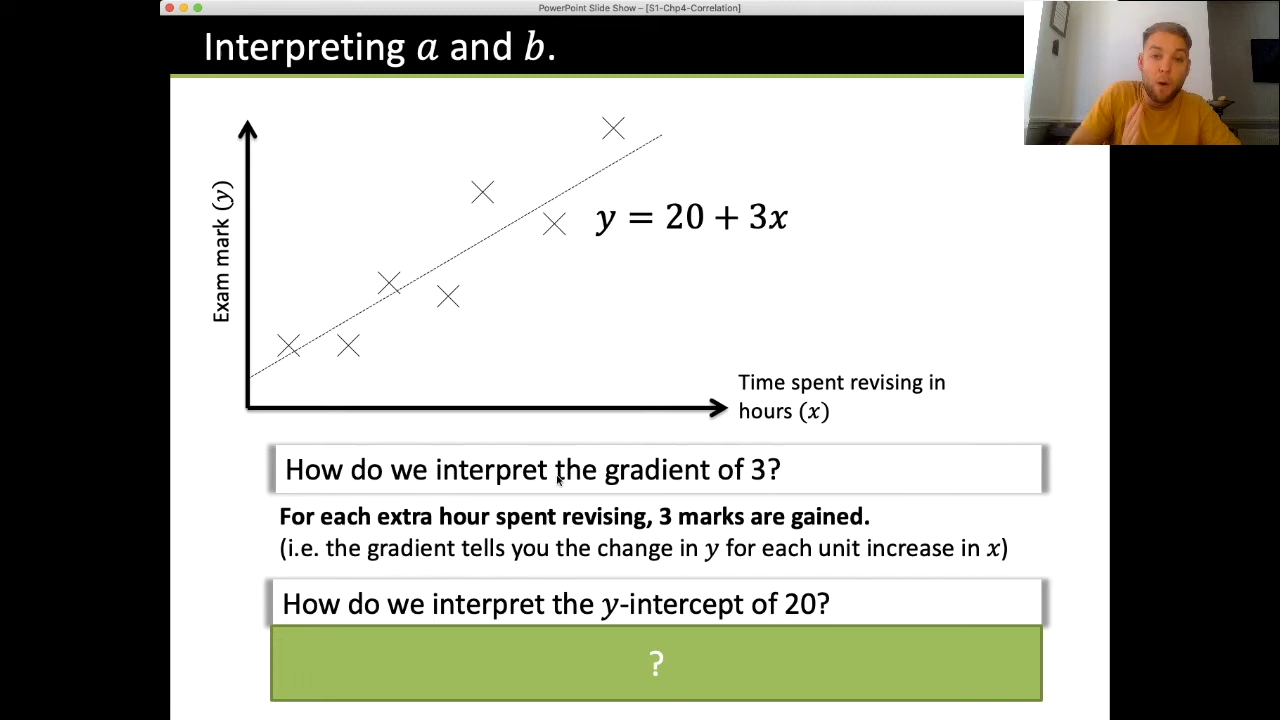 PowerPoint Slide Show – [S1-Chp4-Correlation]
Interpreting a and b.
Exam mark (y)
y = 20 + 3x
Time spent revising in
hours (x)
How do we interpret the gradient of 3?
For each extra hour spent revising, 3 marks are gained.
(i.e. the gradient tells you the change in y for each unit increase in x)
How do we interpret the y-intercept of 20?
?